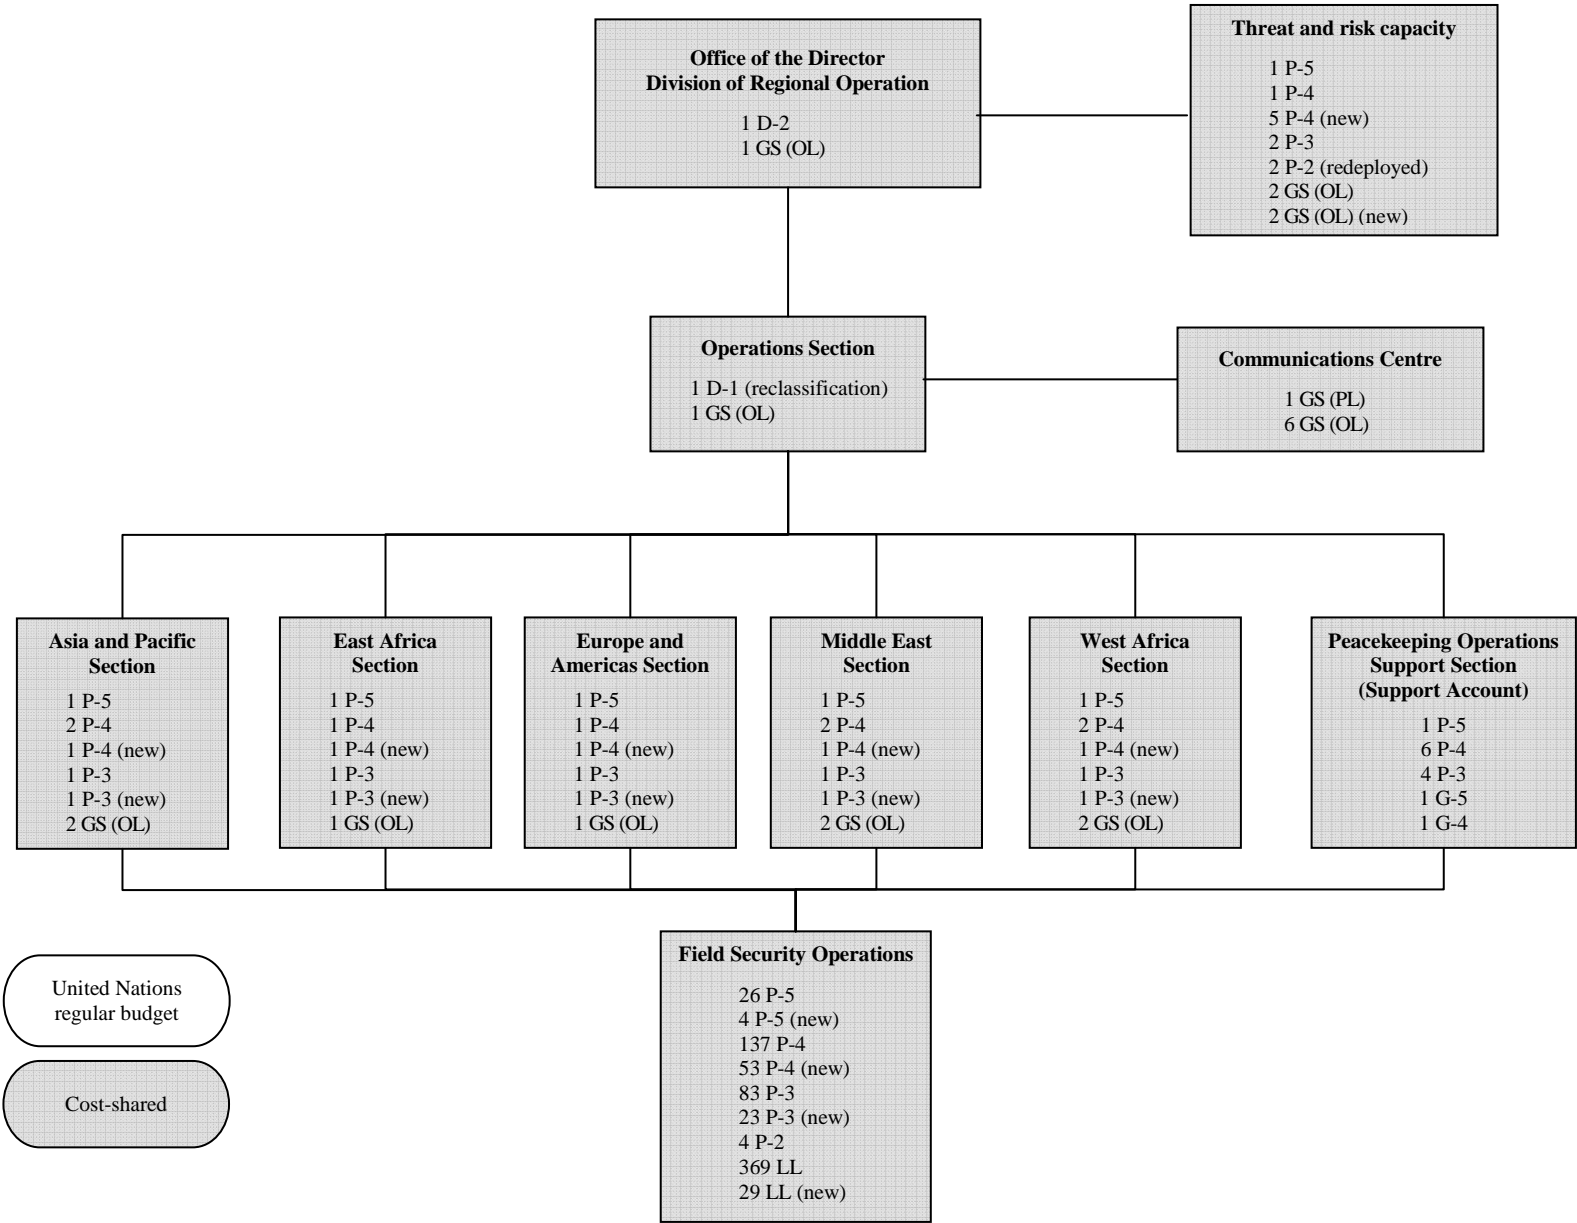 Office of the Director
Division of Regional Operation
1 D-2
1 GS (OL)
Threat and risk capacity
1 P-5
1 P-4
5 P-4 (new)
2 P-3
2 P-2 (redeployed)
2 GS (OL)
2 GS (OL) (new)
Operations Section
1 D-1 (reclassification)
1 GS (OL)
Communications Centre
1 GS (PL)
6 GS (OL)
Asia and Pacific
Section
1 P-5
2 P-4
1 P-4 (new)
1 P-3
1 P-3 (new)
2 GS (OL)
East Africa
Section
1 P-5
1 P-4
1 P-4 (new)
1 P-3
1 P-3 (new)
1 GS (OL)
Europe and
Americas Section
1 P-5
1 P-4
1 P-4 (new)
1 P-3
1 P-3 (new)
1 GS (OL)
Middle East
Section
1 P-5
2 P-4
1 P-4 (new)
1 P-3
1 P-3 (new)
2 GS (OL)
West Africa
Section
1 P-5
2 P-4
1 P-4 (new)
1 P-3
1 P-3 (new)
2 GS (OL)
Peacekeeping Operations
Support Section
(Support Account)
1 P-5
6 P-4
4 P-3
1 G-5
1 G-4
Field Security Operations
26 P-5
4 P-5 (new)
137 P-4
53 P-4 (new)
83 P-3
23 P-3 (new)
4 P-2
369 LL
29 LL (new)
United Nations
regular budget
Cost-shared